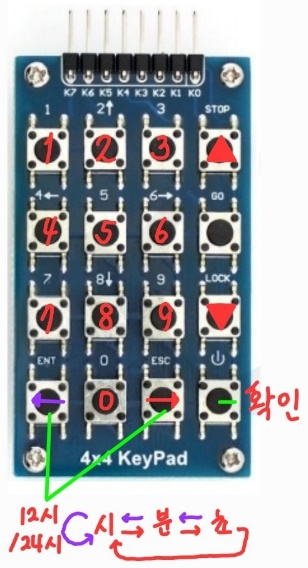 K7 K6 K5 K4 K3 K2 K1 K0
1 2↑ 3 STOP
1 2 3 ▲
4← 5 6→ GO
4 5 6
7 8↓ 9 LOCK
7 8 9 ▼
ENT 0 ESC ⏻
← 0 → 확인
4x4 KeyPad
12시
/24시 시 ⇄ 분 ⇄ 초